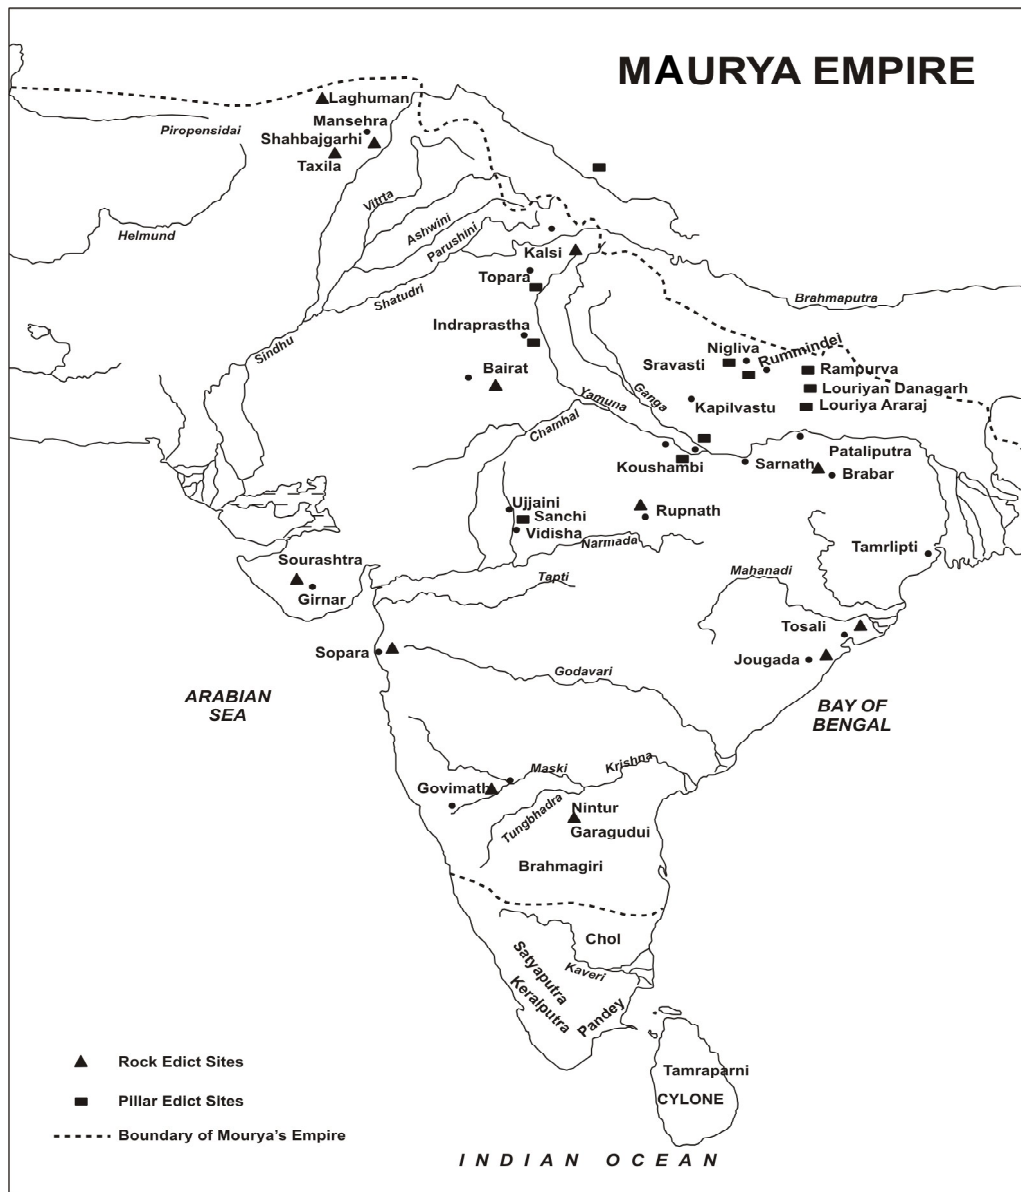 MAURYA EMPIRE
Laghuman
Mansehra
Piropensidai
Shahbajgarhi
Taxila
Vitrta
Ashwini
Helmund
Parushini
Kalsi
Topara
Shatudri
Brahmaputra
Indraprastha
Sindhu
Nigliva
Rummindei
Sravasti
Bairat
Rampurva
Louriyan Danagarh
Yamuna
Ganga
Kapilvastu
Louriya Araraj
Chambal
Pataliputra
Koushambi
Sarnath
Brabar
Ujjaini
Sanchi
Rupnath
Vidisha
Narmada
Tamrlipti
Sourashtra
Mahanadi
Tapti
Girnar
Tosali
Sopara
Jougada
Godavari
ARABIAN
SEA
BAY OF
BENGAL
Krishna
Maski
Govimath
Nintur
Tungbhadra
Garagudui
Brahmagiri
Chol
Satyaputra
Kaveri
Keralputra
Pandey
Rock Edict Sites
Tamraparni
Pillar Edict Sites
CYLONE
Boundary of Mourya's Empire
INDIAN OCEAN